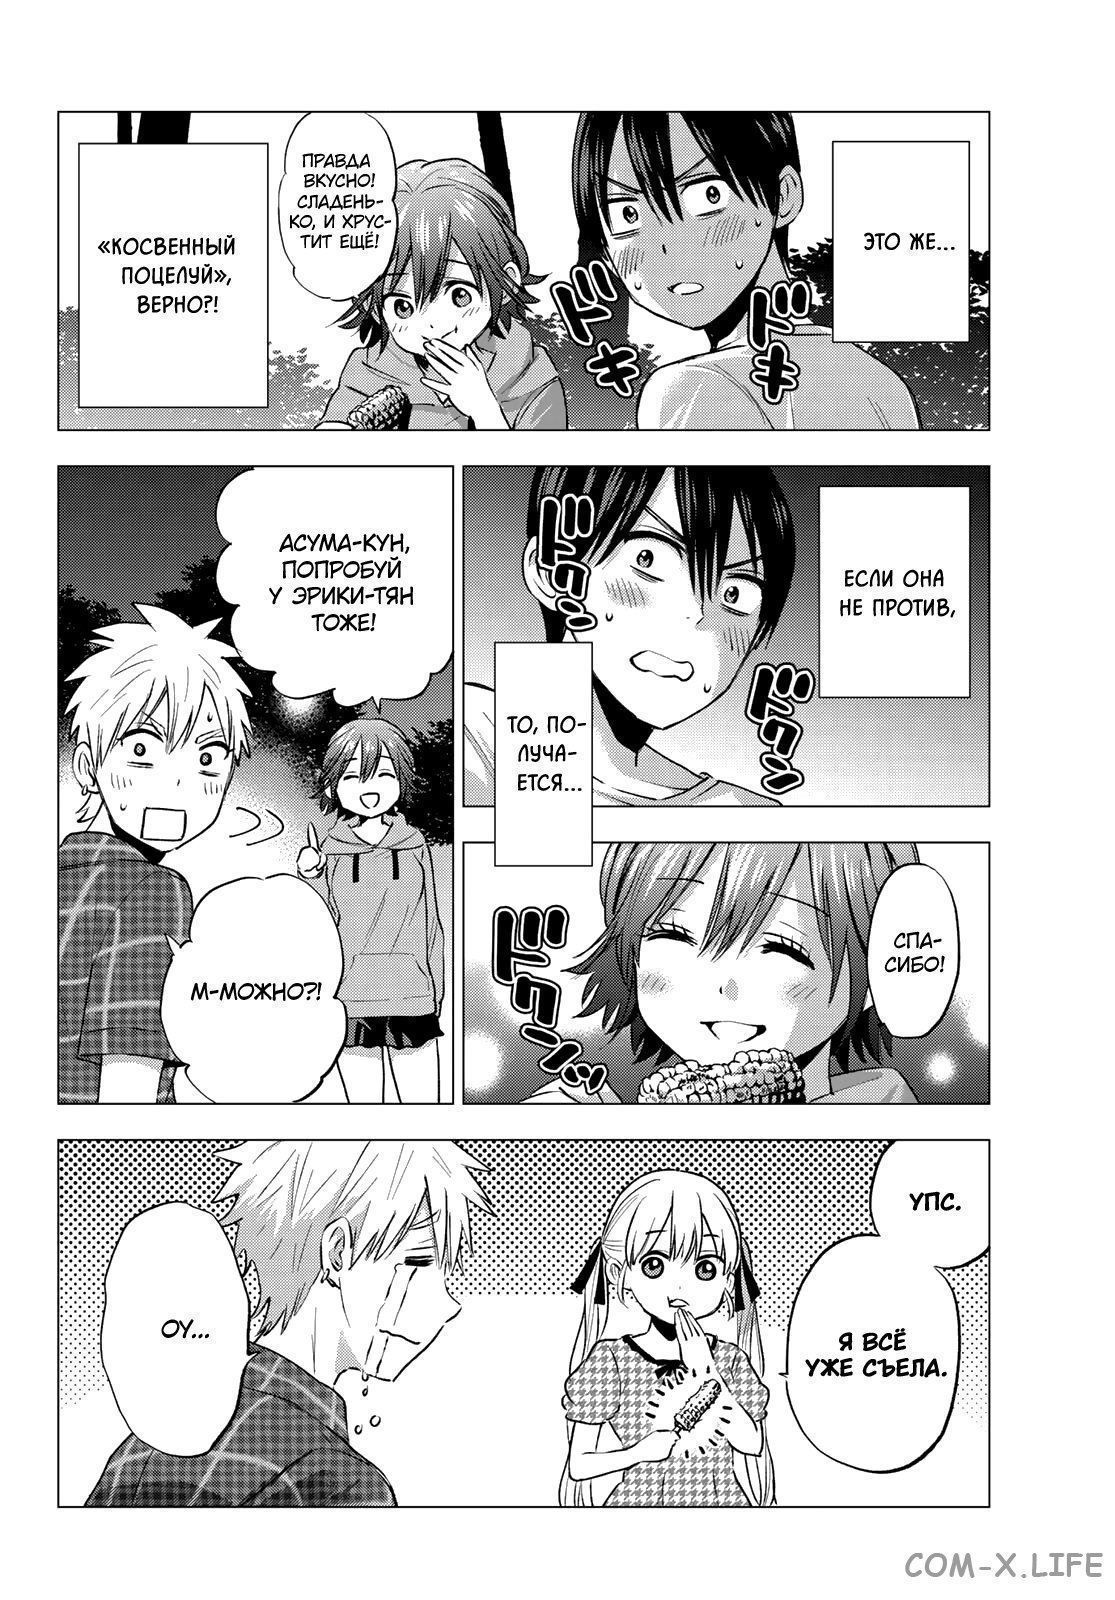 ЭТО ЖЕ...
ドキ
ドキ
ПРАВДА
ВКУСНО!
СЛАДЕНЬ-
КО, И ХРУС-
ТИТ ЕЩЁ!
«КОСВЕННЫЙ
ПОЦЕЛУЙ»,
ВЕРНО?!
ЕСЛИ ОНА
НЕ ПРОТИВ,
ドクン
ドクン
ТО, ПО-
ЛУЧА-
ЕТСЯ...
СПА-
СИБО!
ドクンッ
АСУМА-КУН,
ПОПРОБУЙ
У ЭРИКИ-ТЯН
ТОЖЕ!
М-МОЖНО?!
УПС.
Я ВСЁ
УЖЕ СЪЕЛА.
ОУ...
COM-X.LIFE